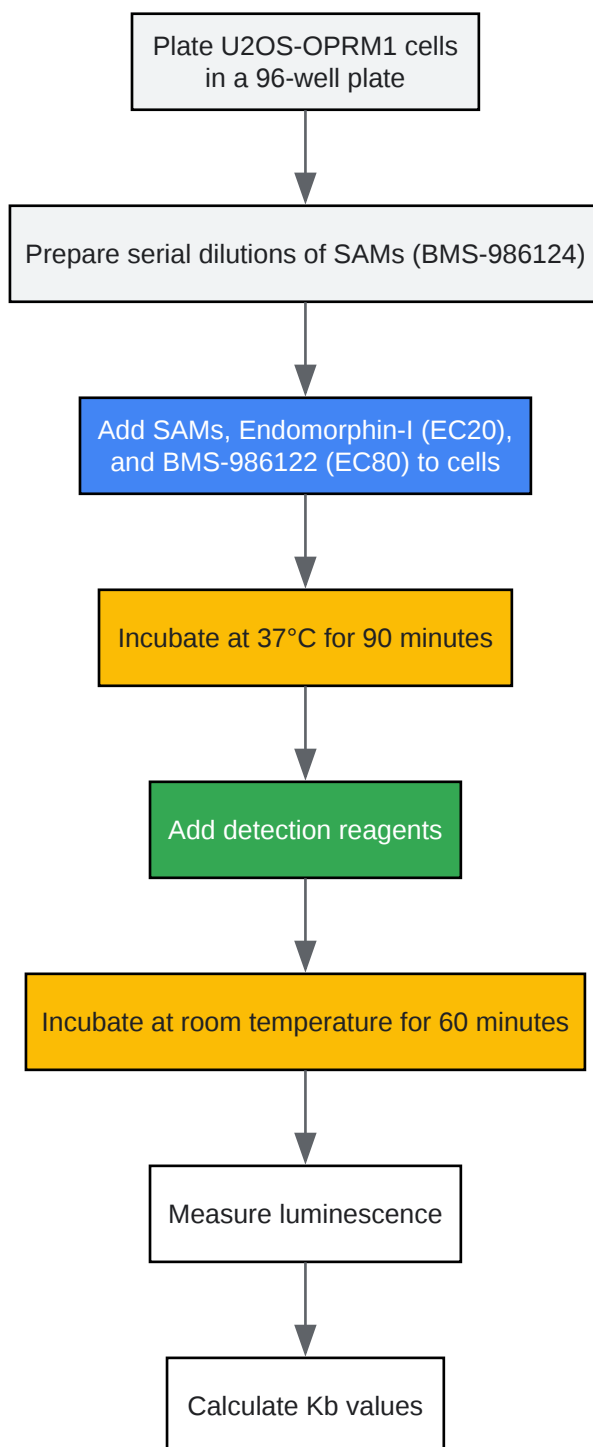 Plate U2OS-OPRM1 cells
in a 96-well plate
Prepare serial dilutions of SAMs (BMS-986124)
Add SAMs, Endomorphin-I (EC20),
and BMS-986122 (EC80) to cells
Incubate at 37°C for 90 minutes
Add detection reagents
Incubate at room temperature for 60 minutes
Measure luminescence
Calculate Kb values